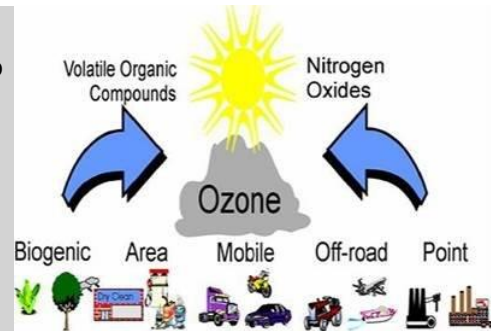 Volatile Organic
Compounds
Nitrogen
Oxides
Ozone
Biogenic Area Mobile Off-road Point
Dry Clean